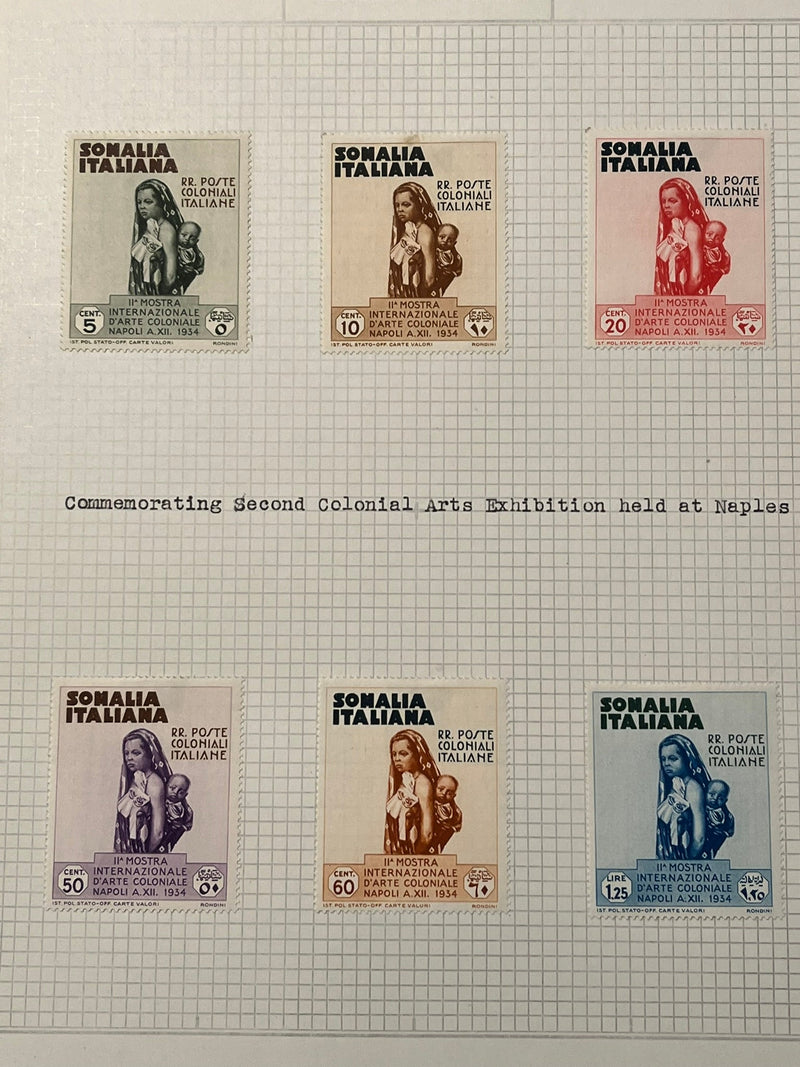 SOMALIA
ITALIANA
RR. POSTE
COLONIALI
ITALIANE
IIA MOSTRA
INTERNAZIONALE
D'ARTE COLONIALE
NAPOLI A.XII. 1934
CENT.
5
٥
IST. POL. STATO-OFF. CARTE VALORI RONDINI
SOMALIA
ITALIANA
RR. POSTE
COLONIALI
ITALIANE
IIA MOSTRA
INTERNAZIONALE
D'ARTE COLONIALE
NAPOLI A.XII. 1934
CENT.
10
١٠
IST. POL. STATO-OFF. CARTE VALORI RONDINI
SOMALIA
ITALIANA
RR. POSTE
COLONIALI
ITALIANE
IIA MOSTRA
INTERNAZIONALE
D'ARTE COLONIALE
NAPOLI A.XII. 1934
CENT.
20
٢٠
IST. POL. STATO-OFF. CARTE VALORI RONDINI
Commemorating Second Colonial Arts Exhibition held at Naples
SOMALIA
ITALIANA
RR. POSTE
COLONIALI
ITALIANE
IIA MOSTRA
INTERNAZIONALE
D'ARTE COLONIALE
NAPOLI A.XII. 1934
CENT.
50
٥٠
IST. POL. STATO-OFF. CARTE VALORI RONDINI
SOMALIA
ITALIANA
RR. POSTE
COLONIALI
ITALIANE
IIA MOSTRA
INTERNAZIONALE
D'ARTE COLONIALE
NAPOLI A.XII. 1934
CENT.
60
٦٠
IST. POL. STATO-OFF. CARTE VALORI RONDINI
SOMALIA
ITALIANA
RR. POSTE
COLONIALI
ITALIANE
IIA MOSTRA
INTERNAZIONALE
D'ARTE COLONIALE
NAPOLI A.XII. 1934
LIRE
1.25
١.٢٥
IST. POL. STATO-OFF. CARTE VALORI RONDINI